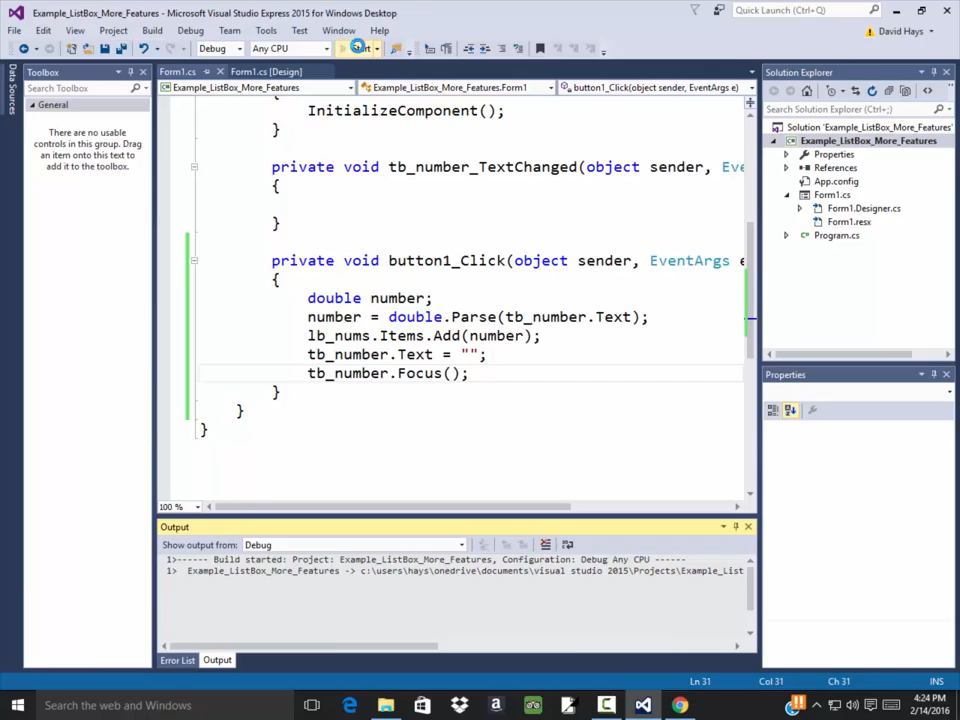 Example_ListBox_More_Features - Microsoft Visual Studio 2015 for Windows Desktop
Quick Launch (Ctrl+Q)
File Edit View Project Build Debug Team Tools Test Window Help
David Hays
Debug Any CPU
Data Sources
Toolbox
Search Toolbox
General
There are no usable
controls in this group. Drag
an item onto this text to
add it to the toolbox.
Form1.cs Form1.cs [Design]
Example_ListBox_More_Features Example_ListBox_More_Features.Form1 button1_Click(object sender, EventArgs e)
{
InitializeComponent();
}
private void tb_number_TextChanged(object sender, Eve
{
}
private void button1_Click(object sender, EventArgs e
{
double number;
number = double.Parse(tb_number.Text);
lb_nums.Items.Add(number);
tb_number.Text = "";
tb_number.Focus();
}
}
}
100 %
Output
Show output from: Debug
1>------ Build started: Project: Example_ListBox_More_Features, Configuration: Debug Any CPU ------
1> Example_ListBox_More_Features -> c:\users\hays\onedrive\documents\visual studio 2015\Projects\Example_List
Error List Output
Solution Explorer
Search Solution Explorer (Ctrl+;)
Solution 'Example_ListBox_More_Features'
Example_ListBox_More_Features
Properties
References
App.config
Form1.cs
Form1.Designer.cs
Form1.resx
Program.cs
Properties
Ln 31 Col 31 Ch 31 INS
Search the web and Windows
4:24 PM
2/14/2016